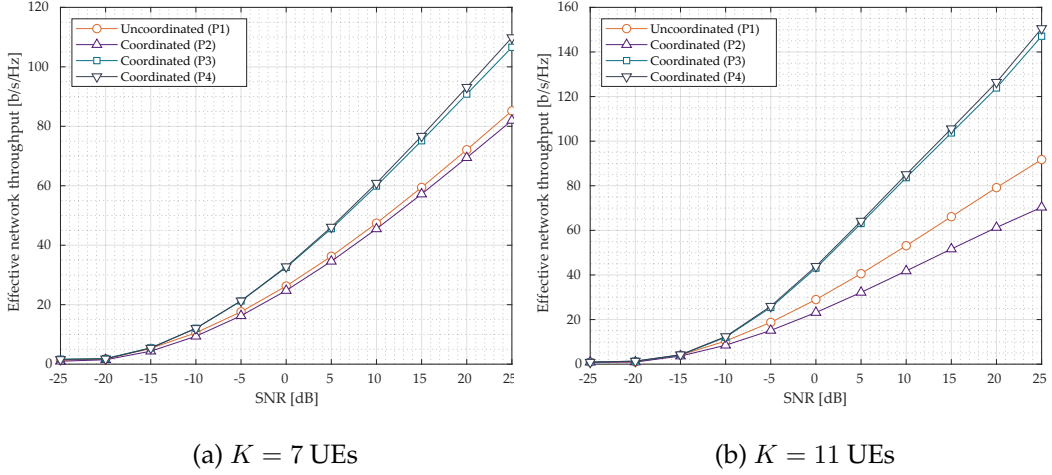 Effective network throughput [b/s/Hz]
120
100
80
60
40
20
0
Uncoordinated (P1)
Coordinated (P2)
Coordinated (P3)
Coordinated (P4)
-25 -20 -15 -10 -5 0 5 10 15 20 25
SNR [dB]
(a) K = 7 UEs
Effective network throughput [b/s/Hz]
160
140
120
100
80
60
40
20
0
Uncoordinated (P1)
Coordinated (P2)
Coordinated (P3)
Coordinated (P4)
-25 -20 -15 -10 -5 0 5 10 15 20 25
SNR [dB]
(b) K = 11 UEs